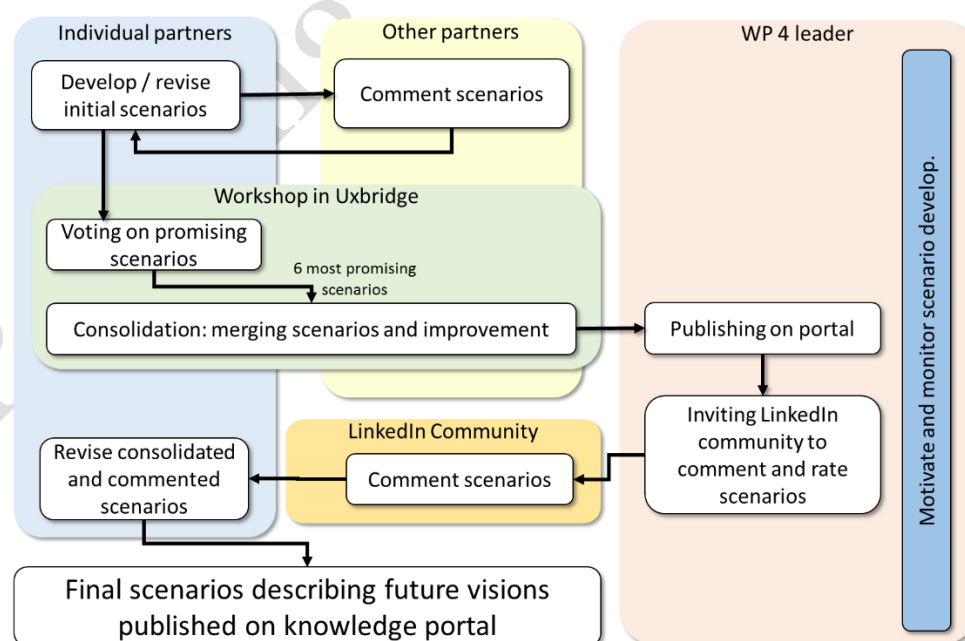 Individual partners
Other partners
WP 4 leader
Develop / revise
initial scenarios
Comment scenarios
Workshop in Uxbridge
Voting on promising
scenarios
6 most promising
scenarios
Consolidation: merging scenarios and improvement
Publishing on portal
Inviting LinkedIn
community to
comment and rate
scenarios
LinkedIn Community
Comment scenarios
Revise consolidated
and commented
scenarios
Final scenarios describing future visions
published on knowledge portal
Motivate and monitor scenario develop.